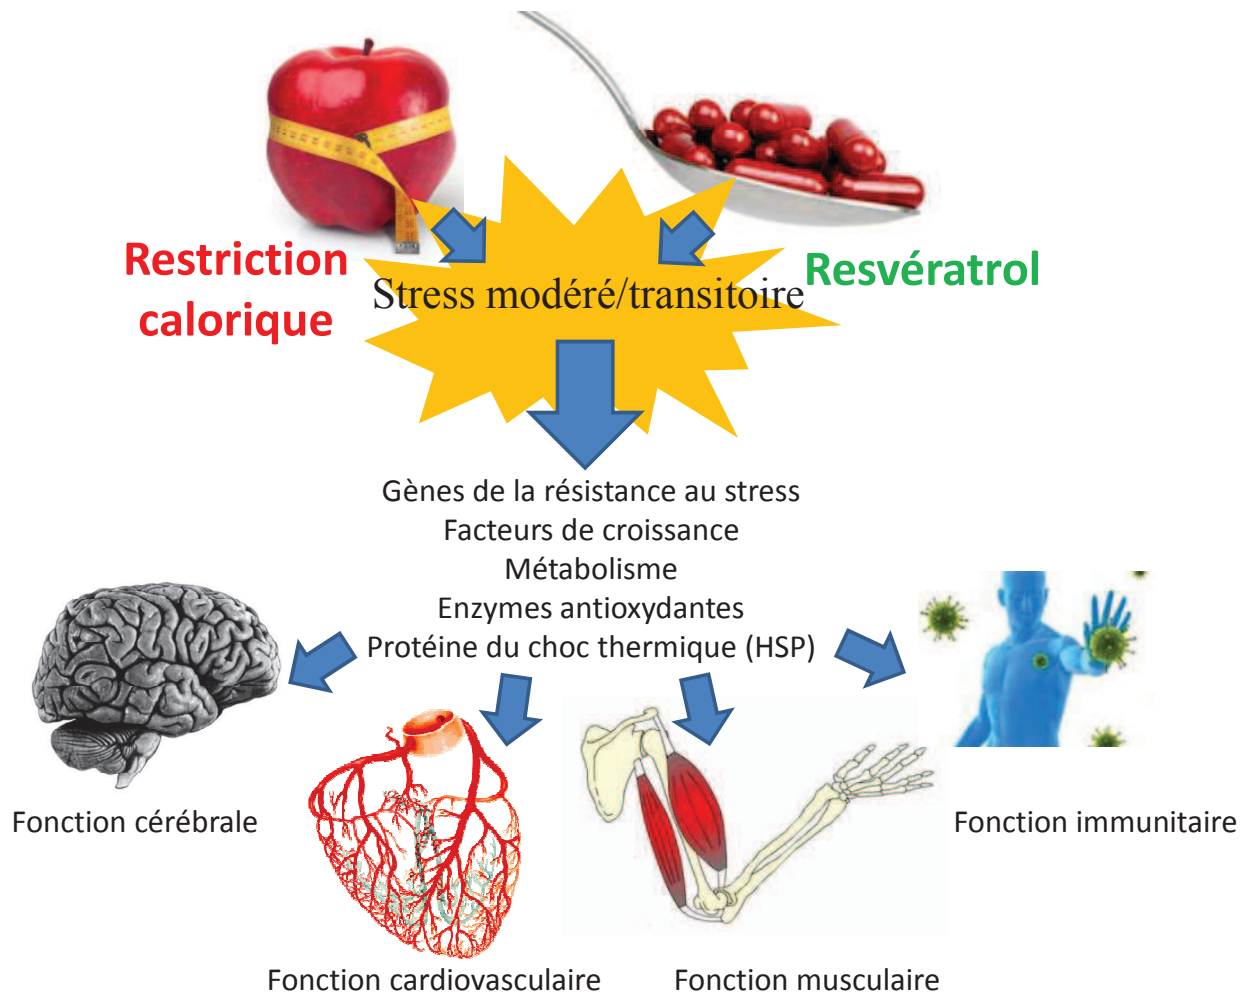 Restriction
calorique
Stress modéré/transitoire
Resvératrol
Gènes de la résistance au stress
Facteurs de croissance
Métabolisme
Enzymes antioxydantes
Protéine du choc thermique (HSP)
Fonction cérébrale
Fonction immunitaire
Fonction cardiovasculaire
Fonction musculaire